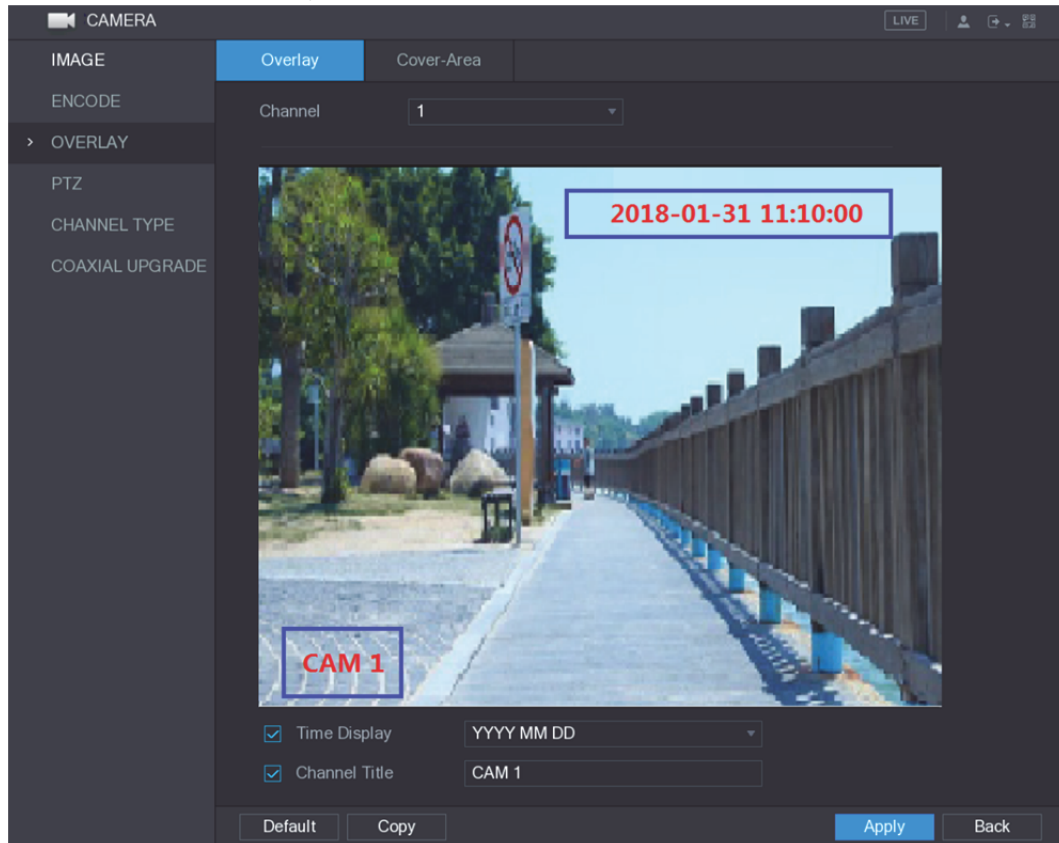 CAMERA
LIVE
IMAGE
ENCODE
> OVERLAY
PTZ
CHANNEL TYPE
COAXIAL UPGRADE
Overlay Cover-Area
Channel 1
2018-01-31 11:10:00
CAM 1
Time Display YYYY MM DD
Channel Title CAM 1
Default Copy Apply Back